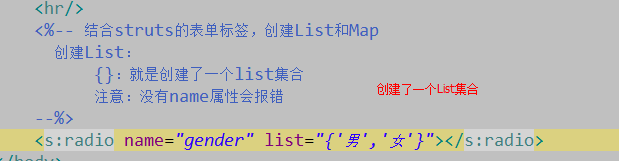 <hr/>
<%-- 结合struts的表单标签，创建List和Map
创建List：
{}：就是创建了一个list集合
注意：没有name属性会报错
创建了一个List集合
--%>
<s:radio name="gender" list="{'男','女'}"></s:radio>
</body>